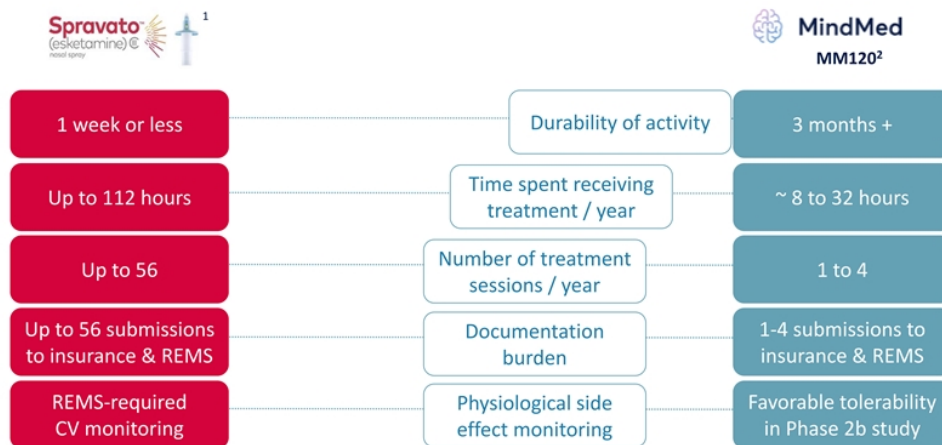 Spravato™ 1
(esketamine) CIII
nasal spray
MindMed
MM120²
1 week or less
Durability of activity
3 months +
Up to 112 hours
Time spent receiving
treatment / year
~ 8 to 32 hours
Up to 56
Number of treatment
sessions / year
1 to 4
Up to 56 submissions
to insurance & REMS
Documentation
burden
1-4 submissions to
insurance & REMS
REMS-required
CV monitoring
Physiological side
effect monitoring
Favorable tolerability
in Phase 2b study